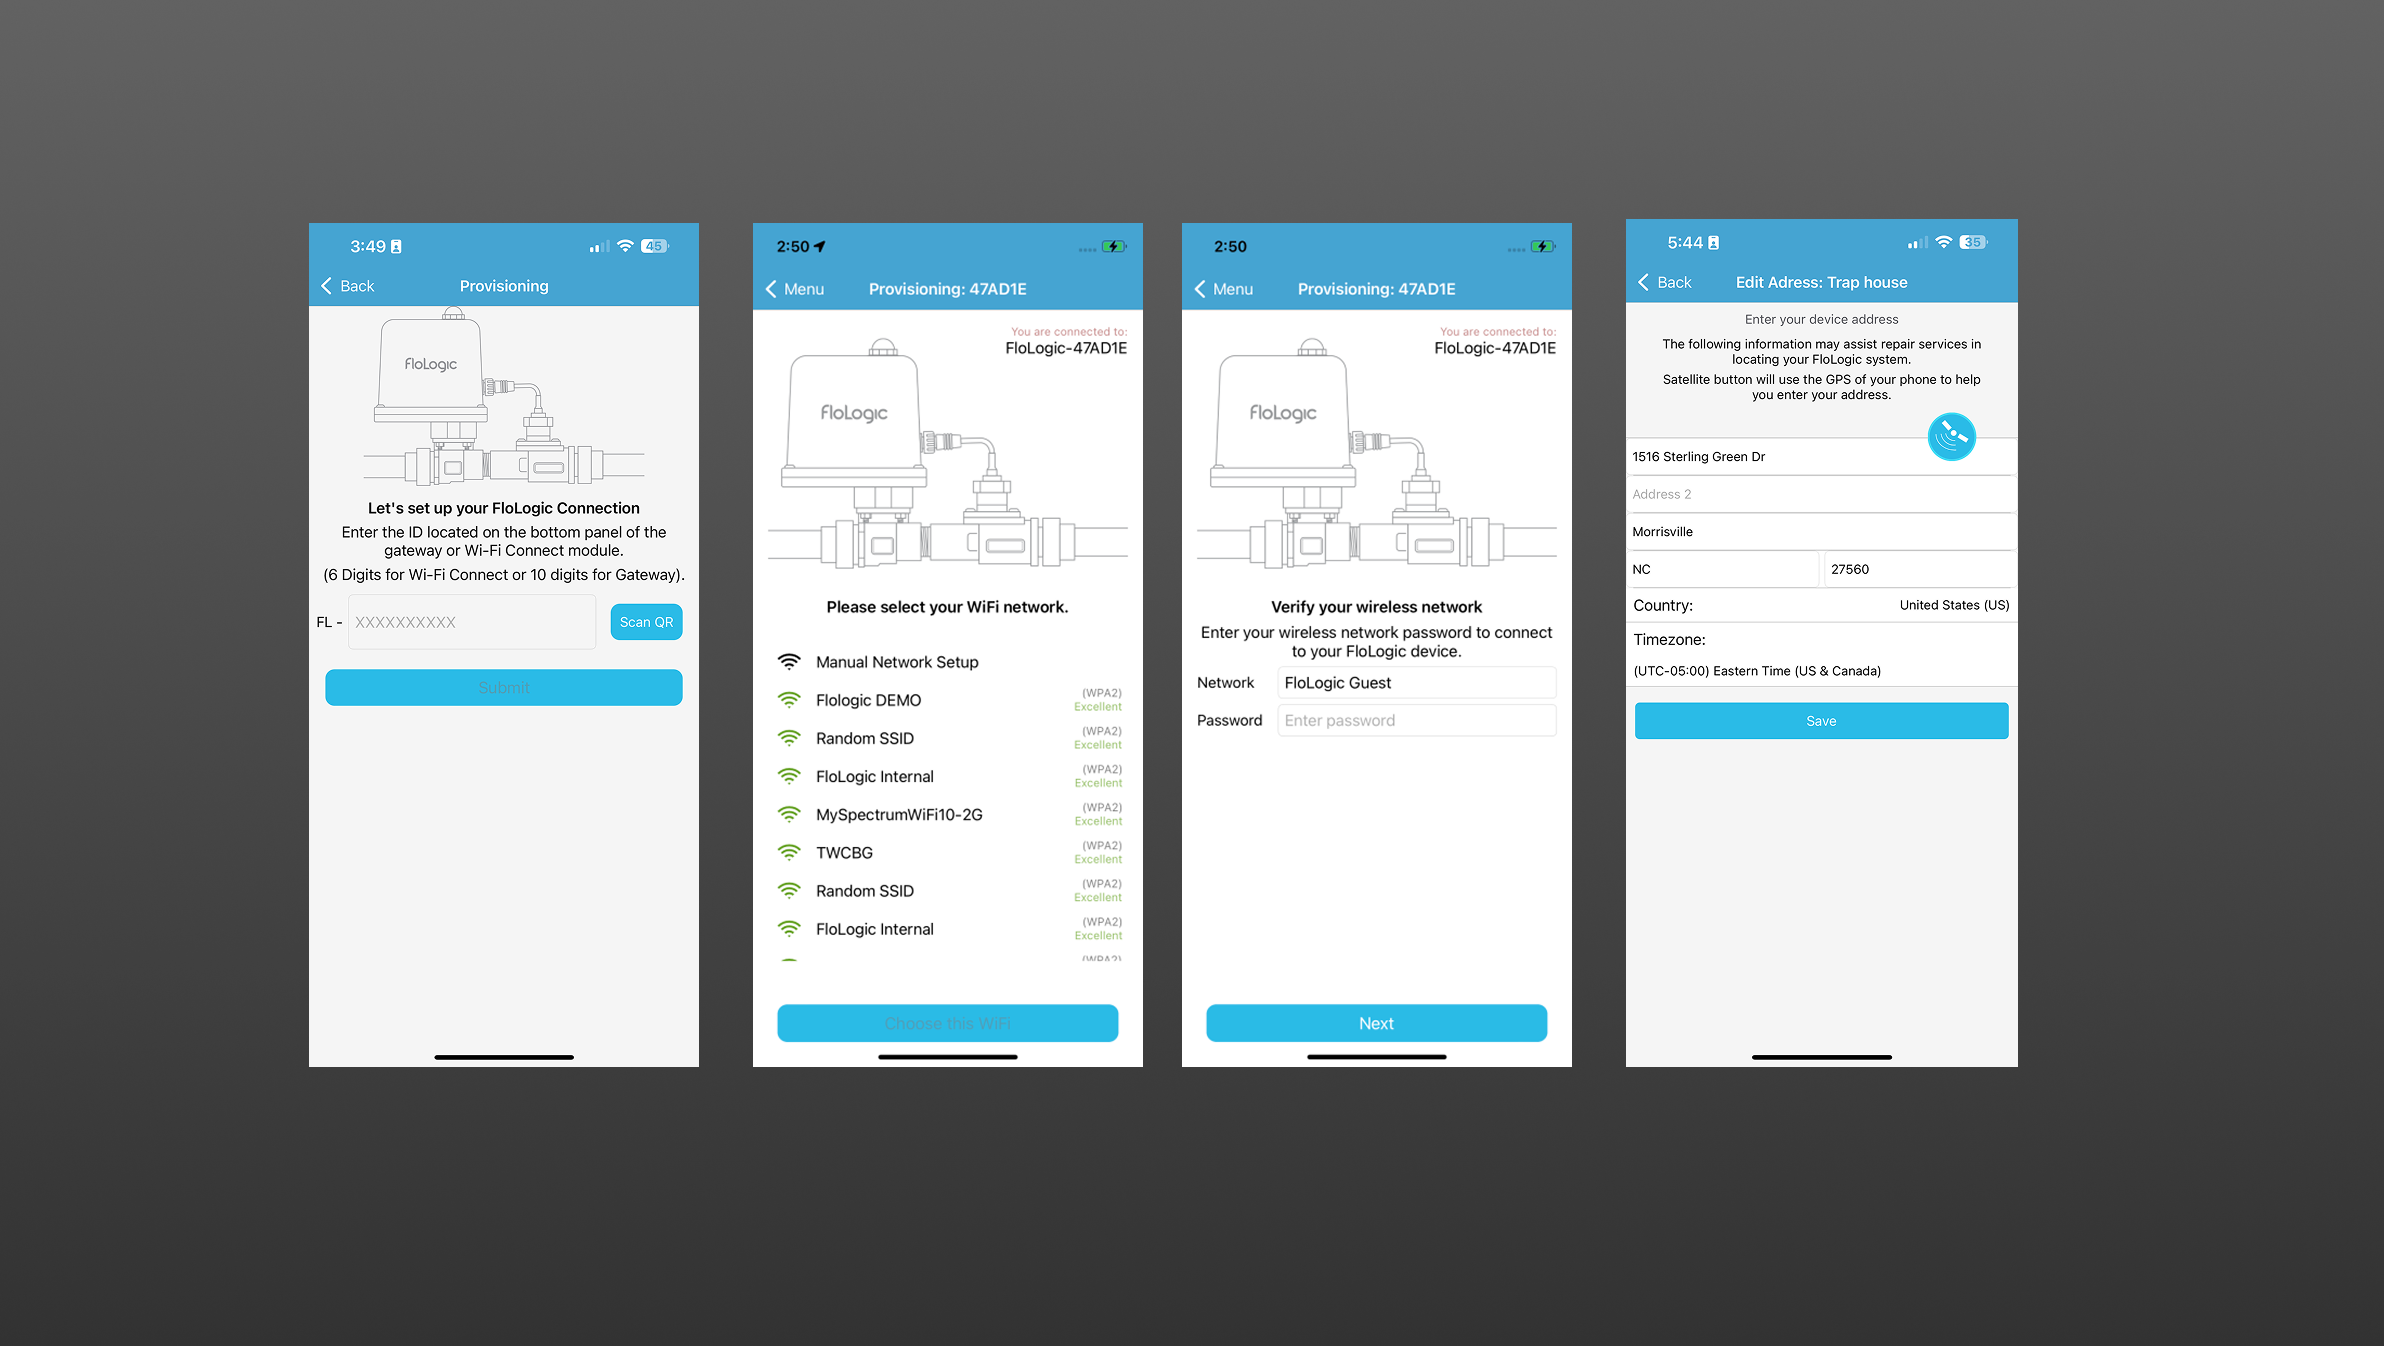 3:49
45
Back
Provisioning
FloLogic
Let's set up your FloLogic Connection
Enter the ID located on the bottom panel of the
gateway or Wi-Fi Connect module.
(6 Digits for Wi-Fi Connect or 10 digits for Gateway).
FL -
XXXXXXXXXX
Scan QR
Submit
2:50
Menu
Provisioning: 47AD1E
You are connected to:
FloLogic-47AD1E
FloLogic
Please select your WiFi network.
Manual Network Setup
Flologic DEMO
(WPA2)
Excellent
Random SSID
(WPA2)
Excellent
FloLogic Internal
(WPA2)
Excellent
MySpectrumWiFi10-2G
(WPA2)
Excellent
TWCBG
(WPA2)
Excellent
Random SSID
(WPA2)
Excellent
FloLogic Internal
(WPA2)
Excellent
(WPA2)
Choose this WiFi
2:50
Menu
Provisioning: 47AD1E
You are connected to:
FloLogic-47AD1E
FloLogic
Verify your wireless network
Enter your wireless network password to connect
to your FloLogic device.
Network
FloLogic Guest
Password
Enter password
Next
5:44
35
Back
Edit Adress: Trap house
Enter your device address
The following information may assist repair services in
locating your FloLogic system.
Satellite button will use the GPS of your phone to help
you enter your address.
1516 Sterling Green Dr
Address 2
Morrisville
NC
27560
Country:
United States (US)
Timezone:
(UTC-05:00) Eastern Time (US & Canada)
Save